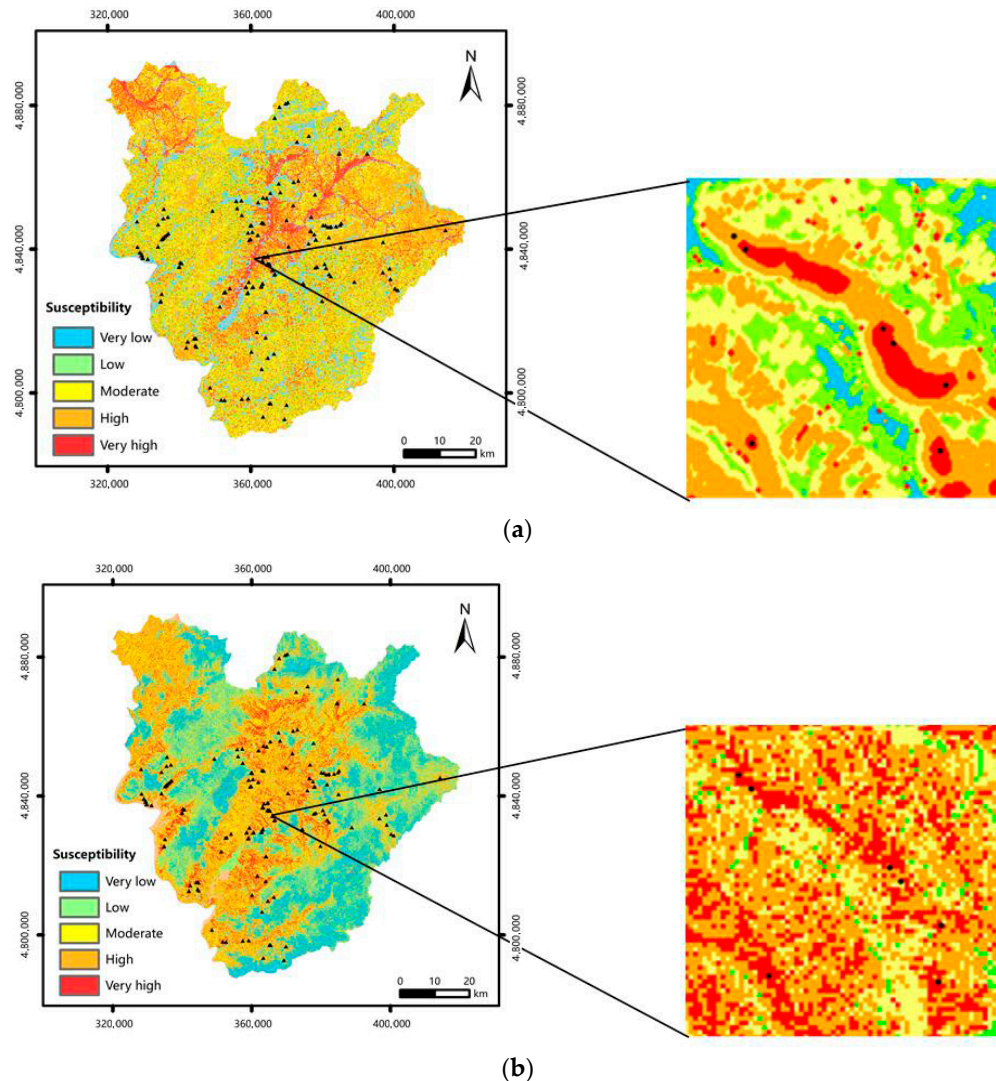 320,000 360,000 400,000
N
4,880,000 4,880,000
4,840,000 4,840,000
4,800,000 4,800,000
Susceptibility
Very low
Low
Moderate
High
Very high
0 10 20
km
320,000 360,000 400,000
(a)
320,000 360,000 400,000
N
4,880,000 4,880,000
4,840,000 4,840,000
4,800,000 4,800,000
Susceptibility
Very low
Low
Moderate
High
Very high
0 10 20
km
320,000 360,000 400,000
(b)